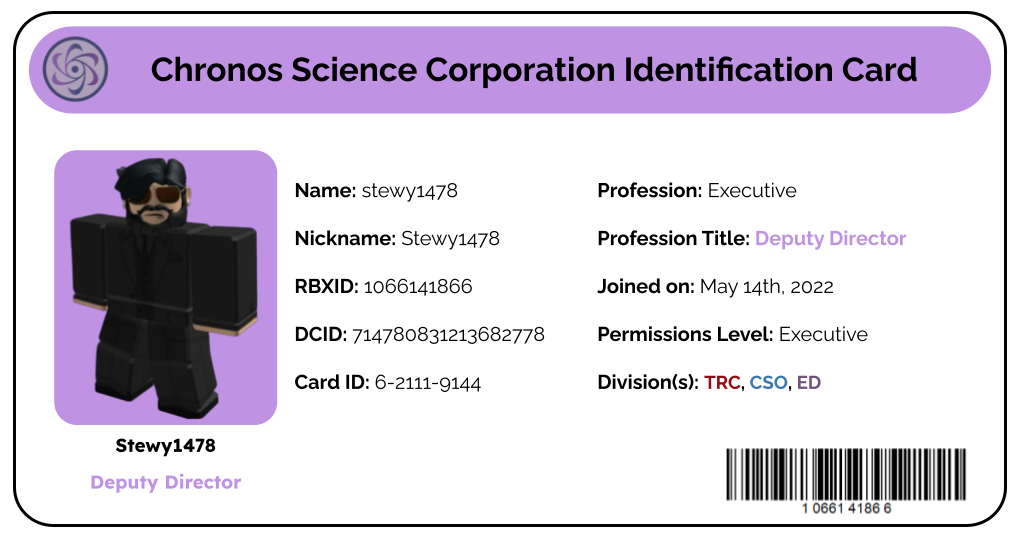 Chronos Science Corporation Identification Card
Name: stewy1478
Nickname: Stewy1478
RBXID: 1066141866
DCID: 714780831213682778
Card ID: 6-2111-9144
Profession: Executive
Profession Title: Deputy Director
Joined on: May 14th, 2022
Permissions Level: Executive
Division(s): TRC, CSO, ED
Stewy1478
Deputy Director
1 0661 4186 6